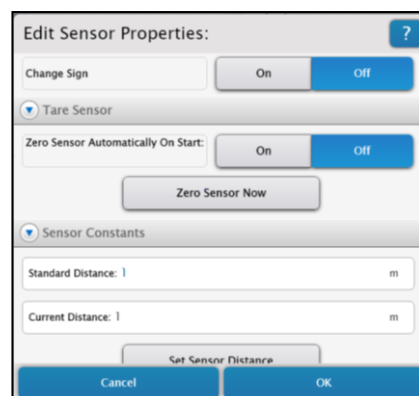 Edit Sensor Properties: ?
Change Sign On Off
Tare Sensor
Zero Sensor Automatically On Start: On Off
Zero Sensor Now
Sensor Constants
Standard Distance: 1 m
Current Distance: 1 m
Set Sensor Distance
Cancel OK